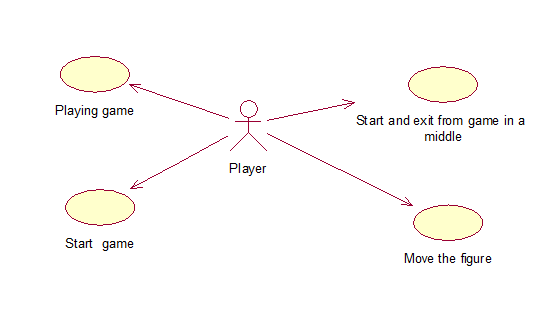 Playing game
Start and exit from game in a
middle
Player
Start  game
Move the figure